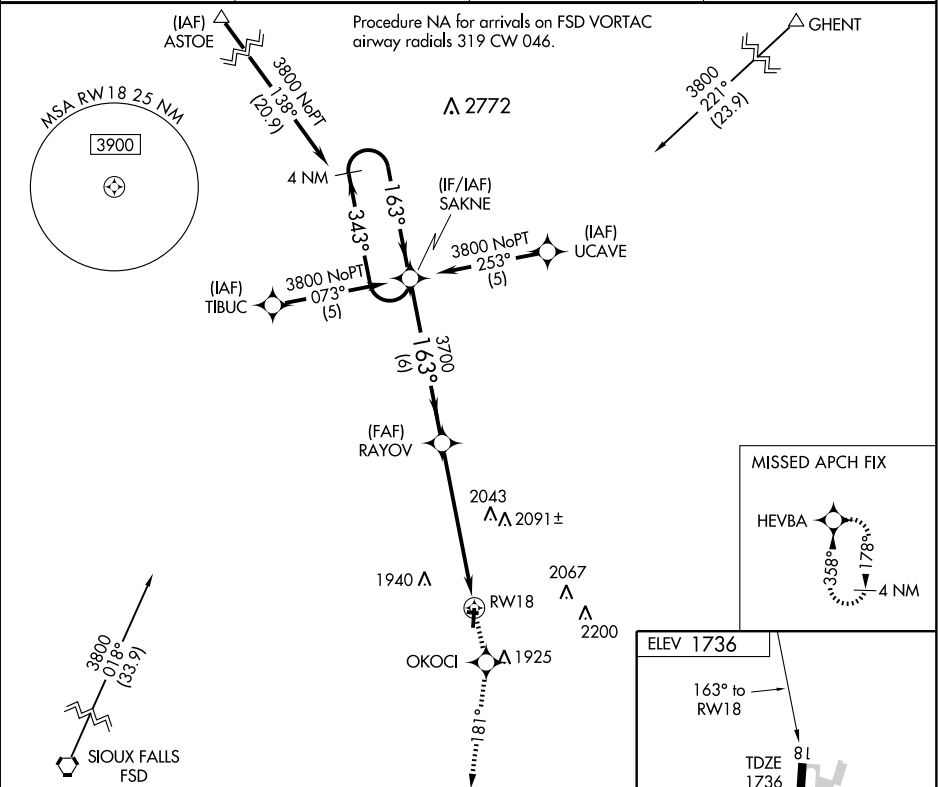 (IAF)
ASTOE
Procedure NA for arrivals on FSD VORTAC
airway radials 319 CW 046.
GHENT
3800 NoPT
138°
(20.9)
3800
221°
(23.9)
MSA RW18 25 NM
3900
2772
4 NM
163°
343°
(IF/IAF)
SAKNE
(IAF)
UCAVE
3800 NoPT
253°
(5)
(IAF)
TIBUC
3800 NoPT
073°
(5)
3700
163°
(6)
(FAF)
RAYOV
MISSED APCH FIX
HEVBA
358°
178°
4 NM
2043
2091±
1940
2067
RW18
2200
OKOCI
1925
181°
3800
018°
(33.9)
SIOUX FALLS
FSD
ELEV 1736
163° to
RW18
18
TDZE
1736